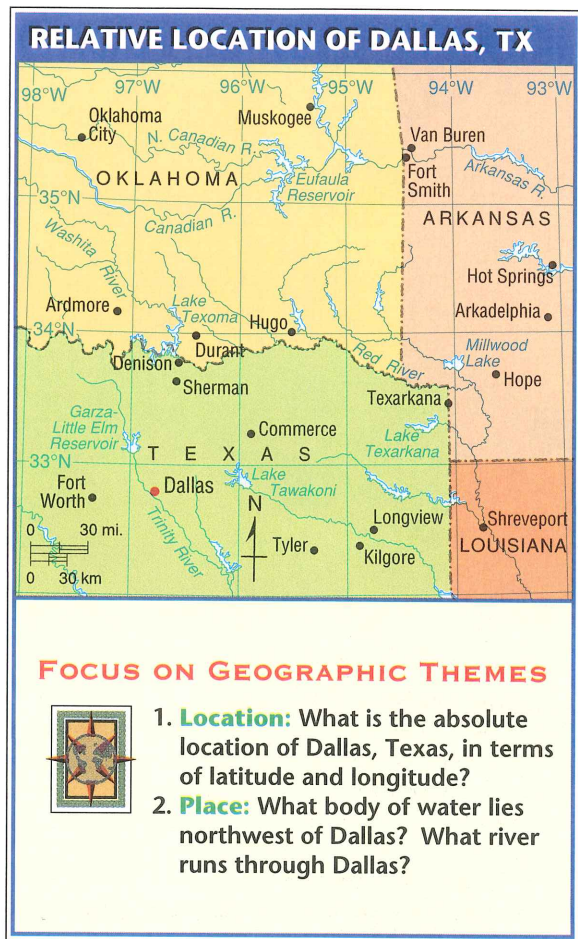 RELATIVE LOCATION OF DALLAS, TX
98°W
97°W
96°W
95°W
94°W
93°W
Oklahoma
City
Muskogee
N. Canadian R.
Van Buren
Fort
Smith
Arkansas R.
OKLAHOMA
Eufaula
Reservoir
35°N
Canadian R.
ARKANSAS
Washita
River
Hot Springs
Ardmore
Lake
Texoma
Hugo
Arkadelphia
34°N
Durant
Denison
Red River
Millwood
Lake
Sherman
Hope
Texarkana
Garza-
Little Elm
Reservoir
Commerce
Lake
Texarkana
TEXAS
33°N
Fort
Worth
Dallas
Lake
Tawakoni
N
Trinity River
Longview
Shreveport
0 30 mi.
Tyler
Kilgore
LOUISIANA
0 30 km
FOCUS ON GEOGRAPHIC THEMES
1. Location: What is the absolute
location of Dallas, Texas, in terms
of latitude and longitude?
2. Place: What body of water lies
northwest of Dallas? What river
runs through Dallas?